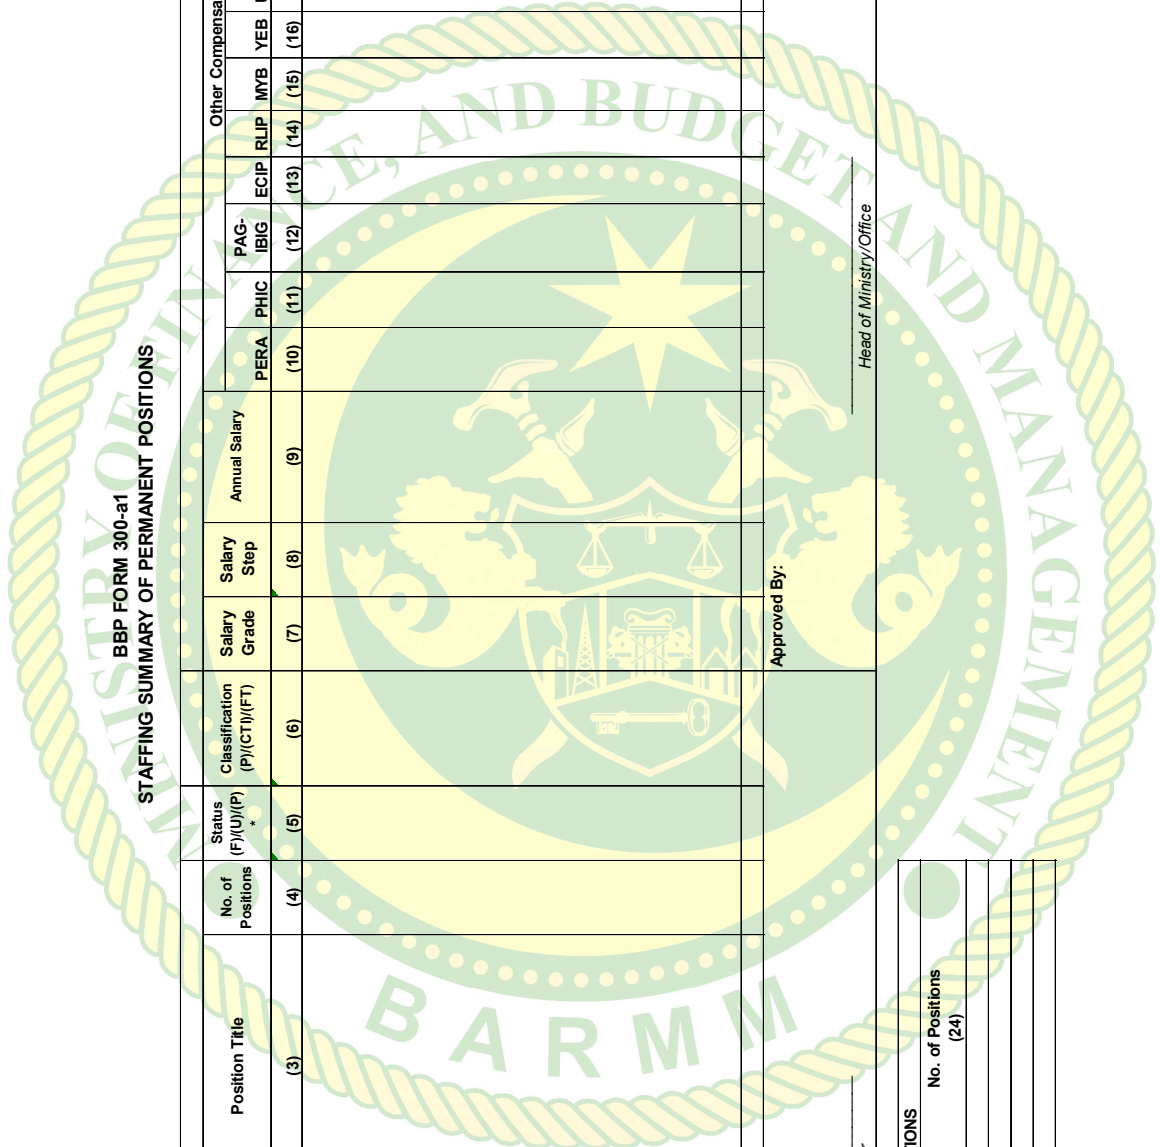 BBP FORM 300-a1
STAFFING SUMMARY OF PERMANENT POSITIONS
Position Title
No. of
Positions
Status
(F)/(U)/(P)
*
Classification
(P)/(CTI)/(FT)
Salary
Grade
Salary
Step
Annual Salary
Other Compensa
PERA
PHIC
PAG-
IBIG
ECIP
RLIP
MYB
YEB
(3)
(4)
(5)
(6)
(7)
(8)
(9)
(10)
(11)
(12)
(13)
(14)
(15)
(16)
Approved By:
Head of Ministry/Office
IONS
No. of Positions
(24)
MINISTRY OF FINANCE, AND BUDGET AND MANAGEMENT
BARMM